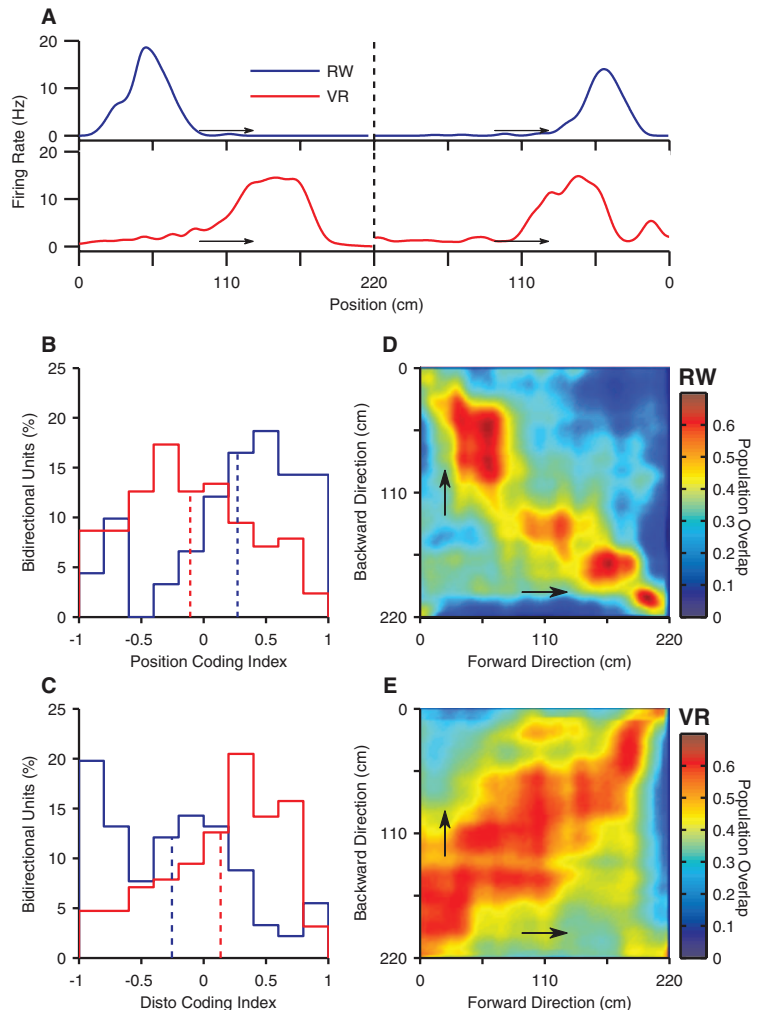 A
Firing Rate (Hz)
20
10
0
RW
VR
20
10
0
0 110 220 110 0
Position (cm)
B
Bidirectional Units (%)
25
20
15
10
5
0
-1 -0.5 0 0.5 1
Position Coding Index
D
Backward Direction (cm)
0
110
220
0 110 220
Forward Direction (cm)
RW
0.6
0.5
0.4
0.3
0.2
0.1
0
Population Overlap
C
Bidirectional Units (%)
25
20
15
10
5
0
-1 -0.5 0 0.5 1
Disto Coding Index
E
Backward Direction (cm)
0
110
220
0 110 220
Forward Direction (cm)
VR
0.6
0.5
0.4
0.3
0.2
0.1
0
Population Overlap